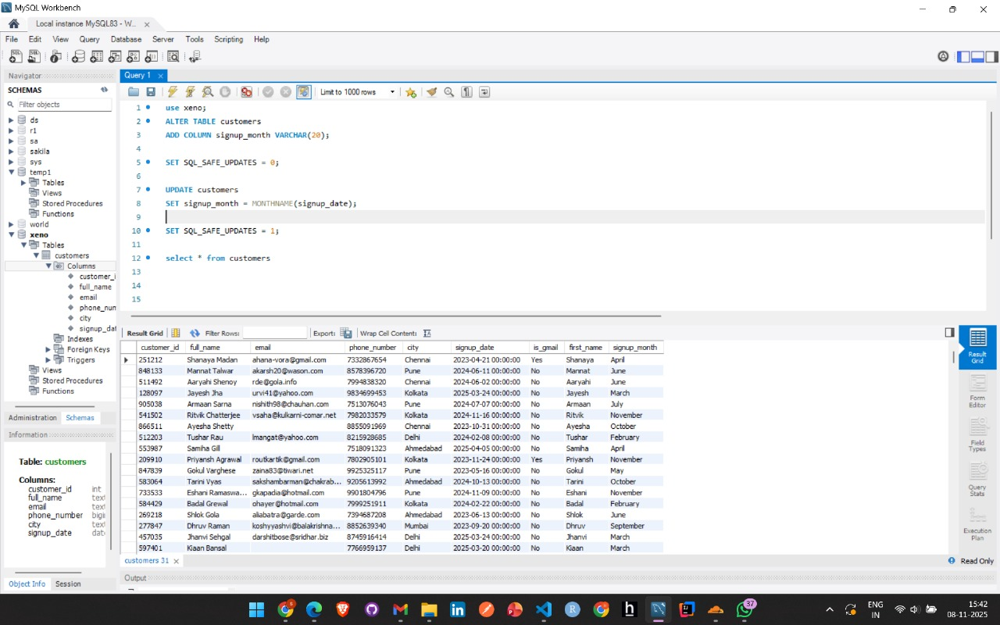 MySQL Workbench
Local instance MySQL83 - W...
File Edit View Query Database Server Tools Scripting Help
Navigator
SCHEMAS
Filter objects
ds
r1
sa
sakila
sys
temp1
Tables
Views
Stored Procedures
Functions
world
xeno
Tables
customers
Columns
customer_i
full_name
email
phone_num
city
signup_dat
Indexes
Foreign Keys
Triggers
Views
Stored Procedures
Functions
Administration Schemas
Information
Table: customers
Columns:
customer_id int
full_name text
email text
phone_number bigin
city text
signup_date date
Object Info Session
Query 1
Limit to 1000 rows
1 use xeno;
2 ALTER TABLE customers
3 ADD COLUMN signup_month VARCHAR(20);
4
5 SET SQL_SAFE_UPDATES = 0;
6
7 UPDATE customers
8 SET signup_month = MONTHNAME(signup_date);
9
10 SET SQL_SAFE_UPDATES = 1;
11
12 select * from customers
13
14
15
Result Grid Filter Rows: Export: Wrap Cell Content:
customer_id full_name email phone_number city signup_date is_gmail first_name signup_month
251212 Shanaya Madan ahana-vora@gmail.com 7332867654 Chennai 2023-04-21 00:00:00 Yes Shanaya April
848133 Mannat Talwar akarsh20@wason.com 8578396720 Pune 2024-06-11 00:00:00 No Mannat June
511492 Aaryahi Shenoy rde@gola.info 7994838320 Chennai 2024-06-02 00:00:00 No Aaryahi June
128097 Jayesh Jha urvi41@yahoo.com 9834699453 Kolkata 2025-03-24 00:00:00 No Jayesh March
905038 Armaan Sarna nishith98@chauhan.com 7513076043 Pune 2024-07-07 00:00:00 No Armaan July
541502 Ritvik Chatterjee vsaha@kulkarni-comar.net 7982033579 Kolkata 2024-11-16 00:00:00 No Ritvik November
866511 Ayesha Shetty 8855091969 Chennai 2023-10-31 00:00:00 No Ayesha October
512203 Tushar Rau lmangat@yahoo.com 8215928685 Delhi 2024-02-08 00:00:00 No Tushar February
553987 Samiha Gill 7518091323 Ahmedabad 2025-04-05 00:00:00 No Samiha April
209910 Priyansh Agrawal routkartik@gmail.com 7802905101 Kolkata 2023-11-24 00:00:00 Yes Priyansh November
847839 Gokul Varghese zaina83@tiwari.net 9925325117 Pune 2023-05-16 00:00:00 No Gokul May
583064 Tarini Vyas sakshambarman@chakrab... 9205613992 Ahmedabad 2024-10-13 00:00:00 No Tarini October
733533 Eshani Ramaswa... gkapadia@hotmail.com 9901804796 Pune 2024-11-09 00:00:00 No Eshani November
584429 Badal Grewal ohayer@hotmail.com 7999251911 Kolkata 2024-02-22 00:00:00 No Badal February
269218 Shlok Gola aliabatra@garde.com 7394687208 Ahmedabad 2023-06-13 00:00:00 No Shlok June
277847 Dhruv Raman koshyyashvi@balakrishna... 8852639340 Mumbai 2023-09-20 00:00:00 No Dhruv September
457035 Jhanvi Sehgal darshitbose@sridhar.biz 8745916414 Delhi 2025-03-24 00:00:00 No Jhanvi March
597401 Kiaan Bansal 7766959137 Delhi 2025-03-20 00:00:00 No Kiaan March
customers 31
Output
Result Grid
Form Editor
Field Types
Query Stats
Execution Plan
Read Only
37
ENG
IN
15:42
08-11-2025